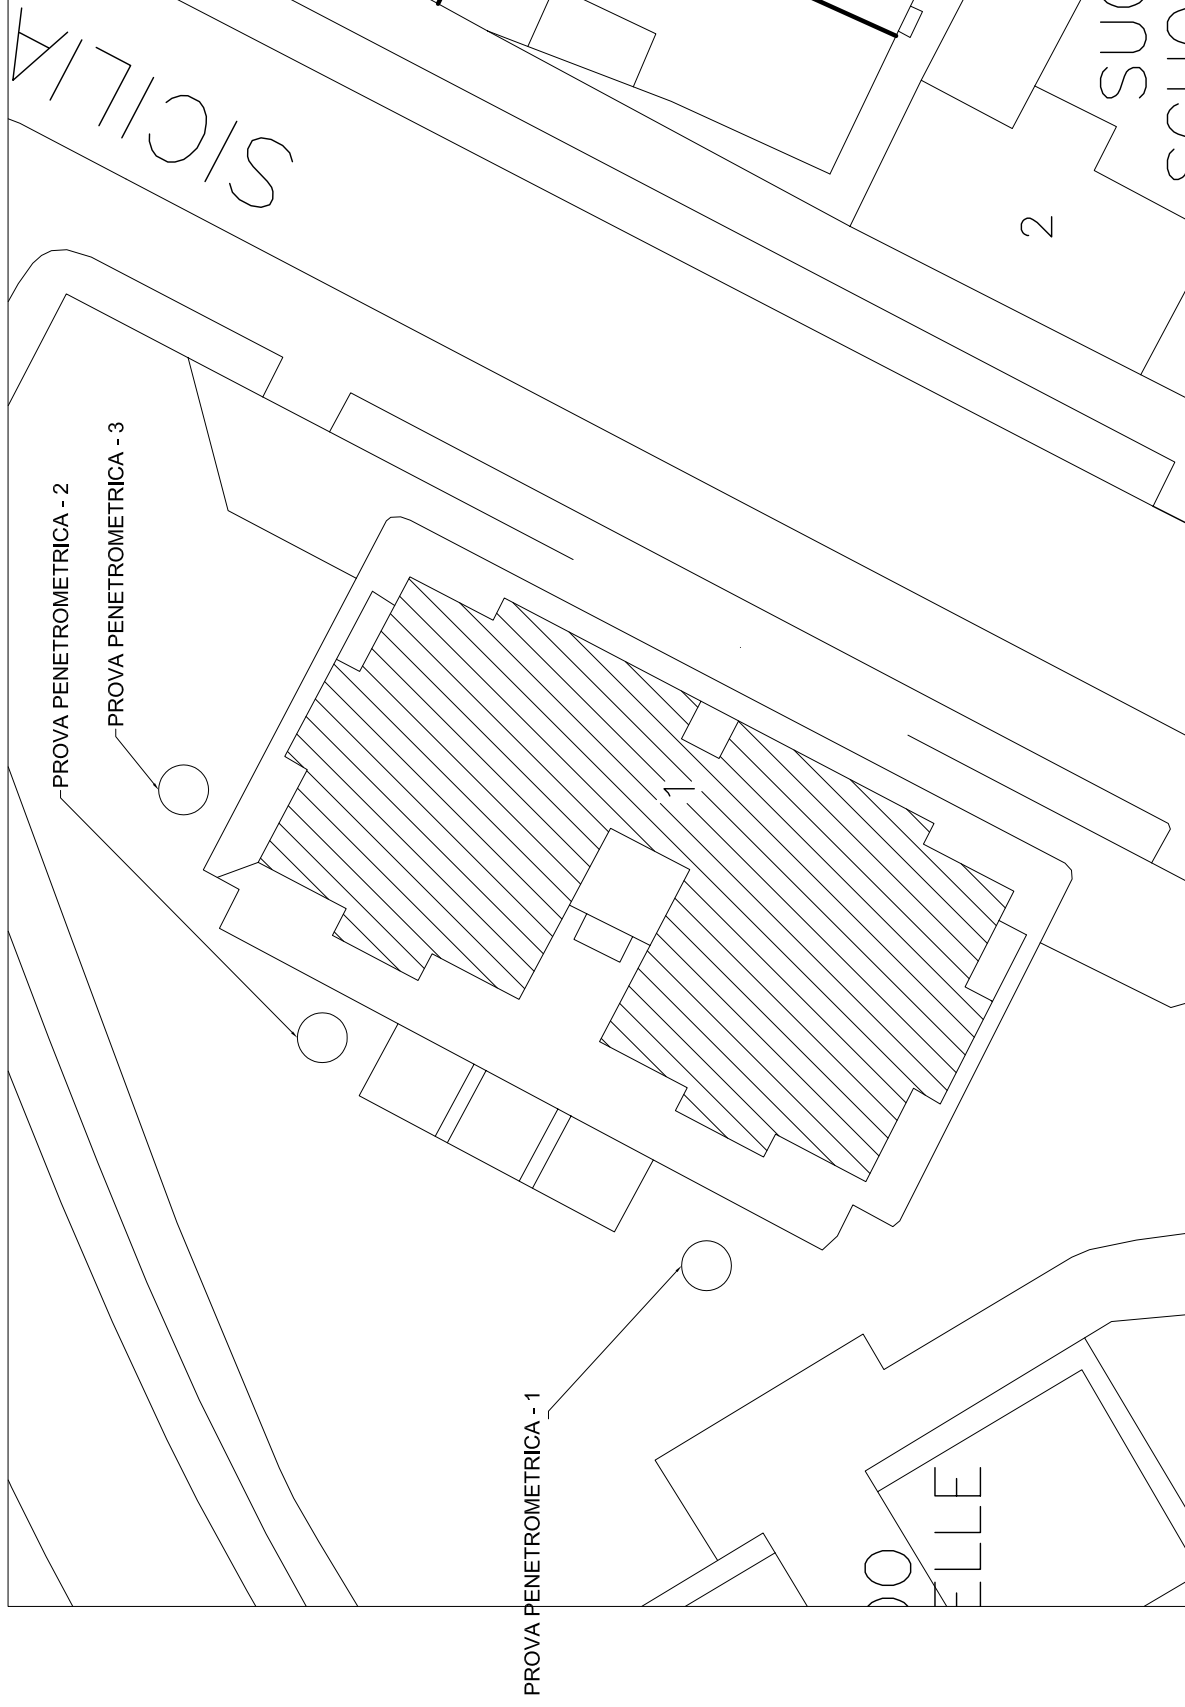 SICILIA
PROVA PENETROMETRICA - 2
PROVA PENETROMETRICA - 3
PROVA PENETROMETRICA - 1
1
2